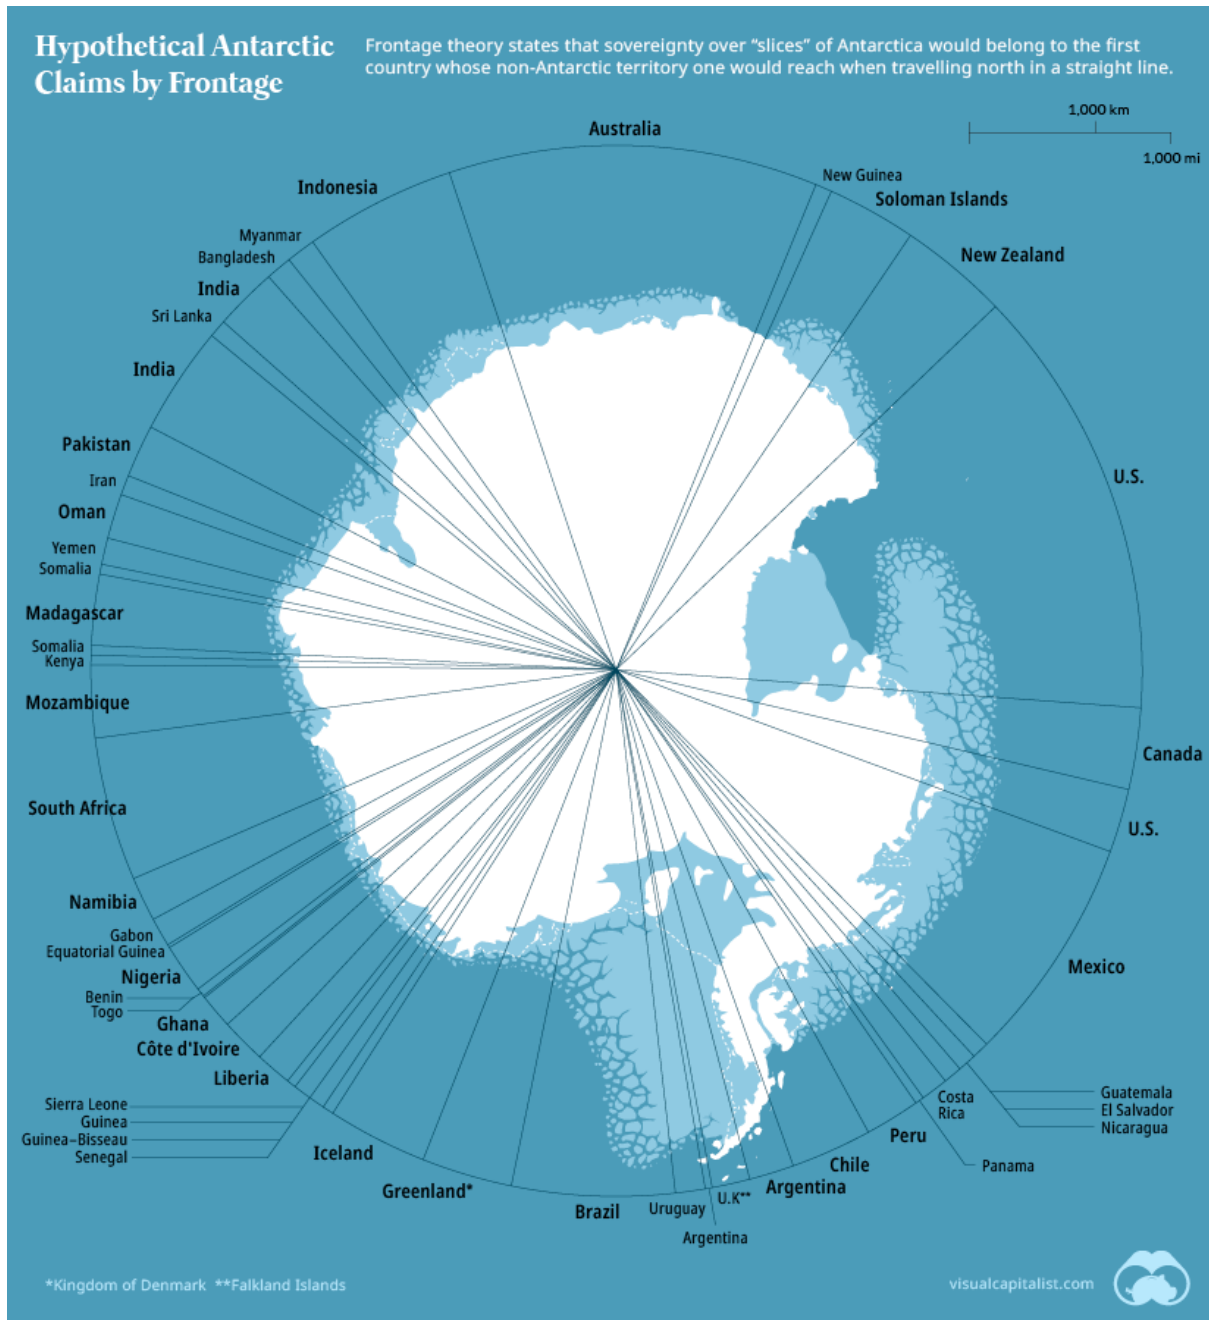 Hypothetical Antarctic
Claims by Frontage
Frontage theory states that sovereignty over “slices” of Antarctica would belong to the first
country whose non-Antarctic territory one would reach when travelling north in a straight line.
1,000 km
1,000 mi
Australia
New Guinea
Soloman Islands
New Zealand
U.S.
Canada
U.S.
Mexico
Guatemala
El Salvador
Nicaragua
Costa
Rica
Panama
Peru
Chile
Argentina
U.K**
Argentina
Uruguay
Brazil
Greenland*
Iceland
Senegal
Guinea-Bisseau
Guinea
Sierra Leone
Liberia
Côte d'Ivoire
Ghana
Togo
Benin
Nigeria
Equatorial Guinea
Gabon
Namibia
South Africa
Mozambique
Kenya
Somalia
Madagascar
Somalia
Yemen
Oman
Iran
Pakistan
India
Sri Lanka
India
Bangladesh
Myanmar
Indonesia
*Kingdom of Denmark **Falkland Islands
visualcapitalist.com